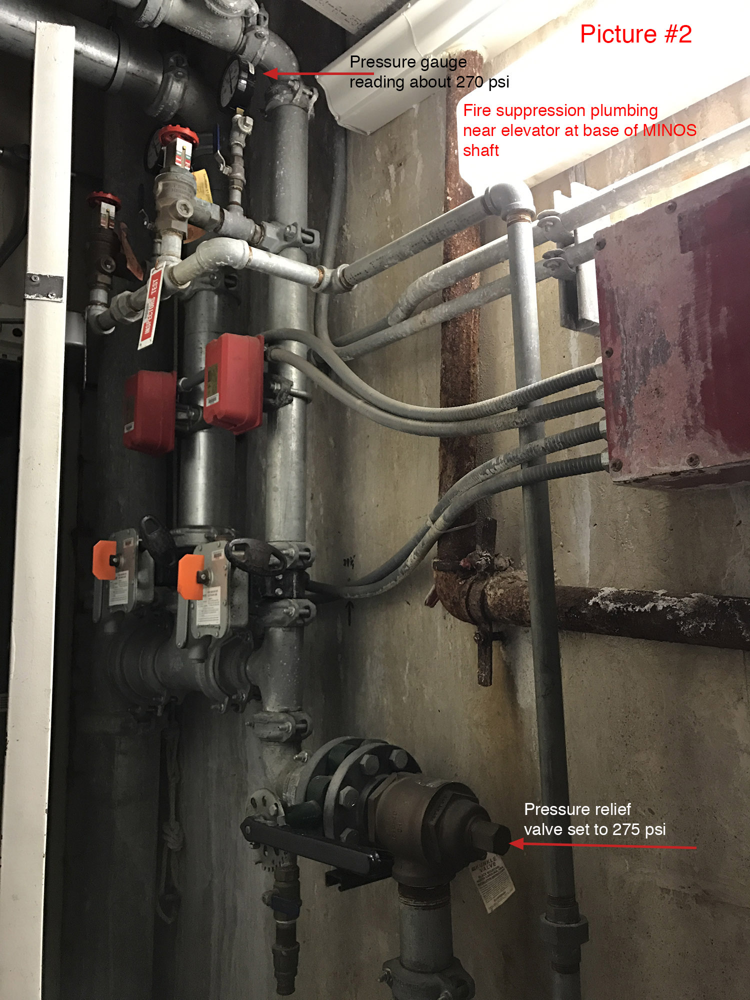 Picture #2
Pressure gauge
reading about 270 psi
Fire suppression plumbing
near elevator at base of MINOS
shaft
INSPECTORS TEST
Pressure relief
valve set to 275 psi
KUNKLE
VALVE